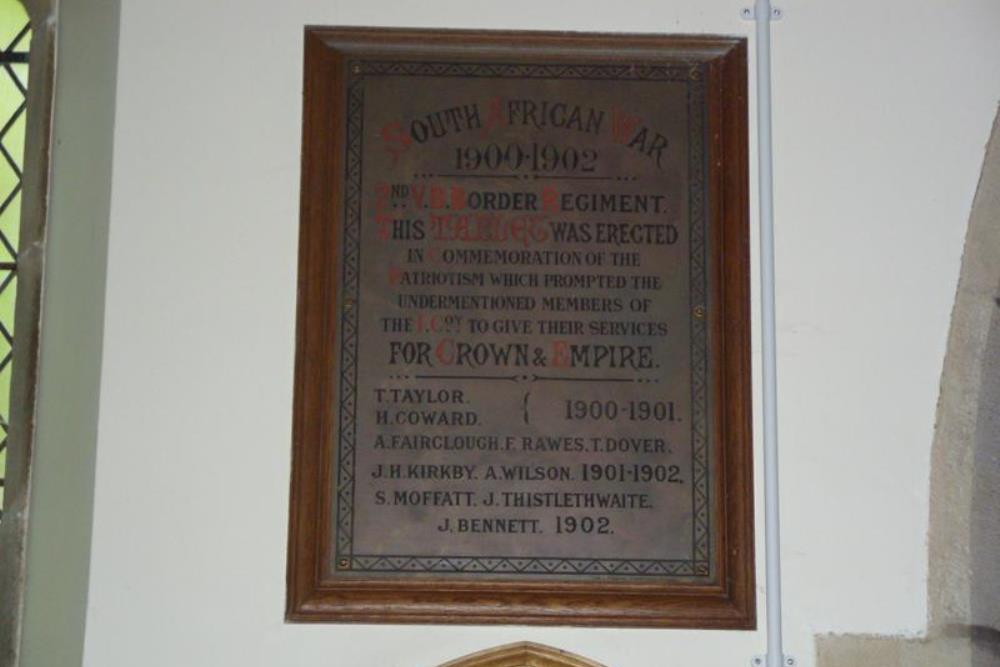 SOUTH AFRICAN WAR
1900-1902
2ND V.B. BORDER REGIMENT.
THIS TABLET WAS ERECTED
IN COMMEMORATION OF THE
PATRIOTISM WHICH PROMPTED THE
UNDERMENTIONED MEMBERS OF
THE I. COY TO GIVE THEIR SERVICES
FOR CROWN & EMPIRE.
T. TAYLOR.
H. COWARD. { 1900-1901.
A. FAIRCLOUGH. F. RAWES. T. DOVER.
J. H. KIRKBY. A. WILSON. 1901-1902.
S. MOFFATT. J. THISTLETHWAITE.
J. BENNETT. 1902.